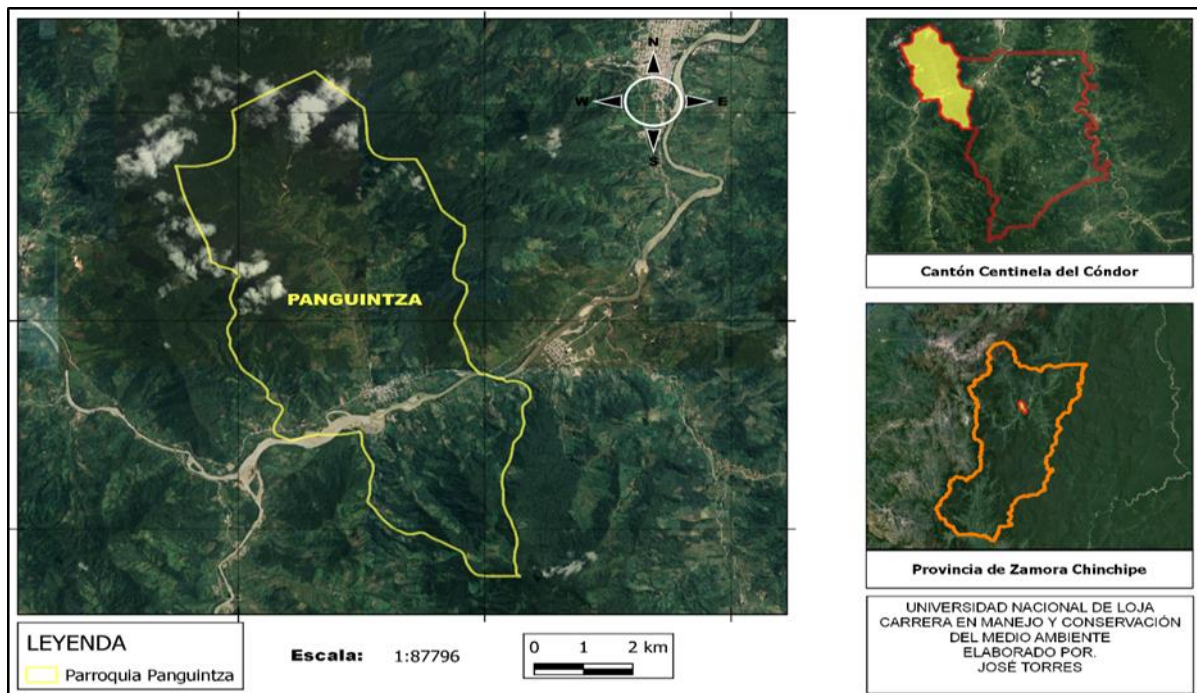 N
W
E
S
PANGUINTZA
LEYENDA
Parroquia Panguintza
Escala: 1:87796
0 1 2 km
Cantón Centinela del Cóndor
Provincia de Zamora Chinchipe
UNIVERSIDAD NACIONAL DE LOJA
CARRERA EN MANEJO Y CONSERVACIÓN
DEL MEDIO AMBIENTE
ELABORADO POR.
JOSÉ TORRES